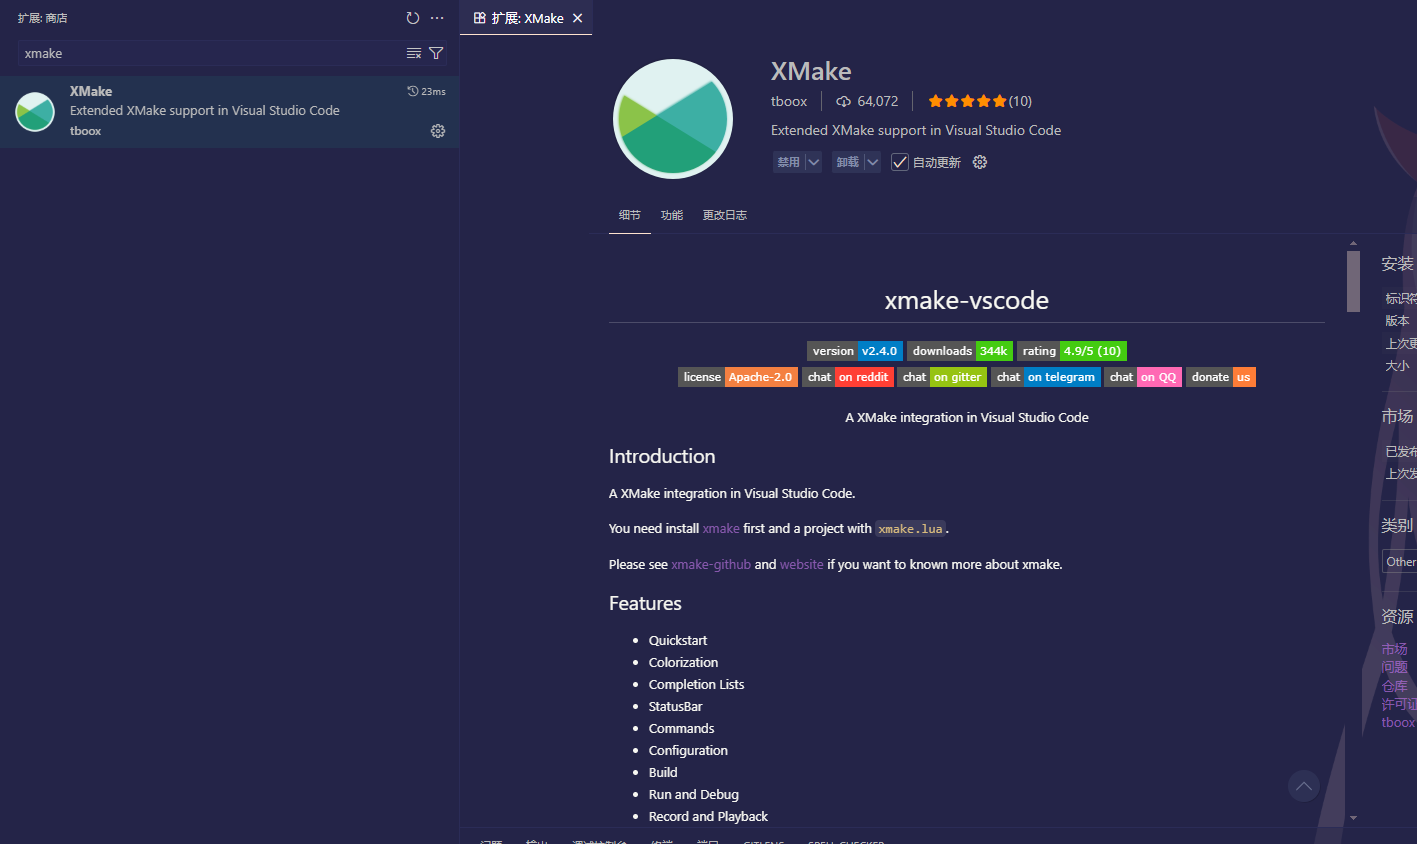 扩展: 商店
xmake
XMake
23ms
Extended XMake support in Visual Studio Code
tboox
扩展: XMake
XMake
tboox 64,072 (10)
Extended XMake support in Visual Studio Code
禁用 卸载 自动更新
细节 功能 更改日志
xmake-vscode
version v2.4.0 downloads 344k rating 4.9/5 (10)
license Apache-2.0 chat on reddit chat on gitter chat on telegram chat on QQ donate us
A XMake integration in Visual Studio Code
Introduction
A XMake integration in Visual Studio Code.
You need install xmake first and a project with xmake.lua.
Please see xmake-github and website if you want to known more about xmake.
Features
Quickstart
Colorization
Completion Lists
StatusBar
Commands
Configuration
Build
Run and Debug
Record and Playback
安装
标识符
版本
上次更
大小
市场
已发布
上次发
类别
Other
资源
市场
问题
仓库
许可证
tboox